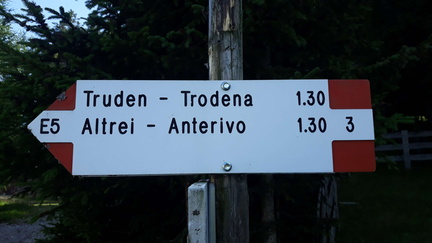 Truden - Trodena 1.30
E5 Altrei - Anterivo 1.30 3